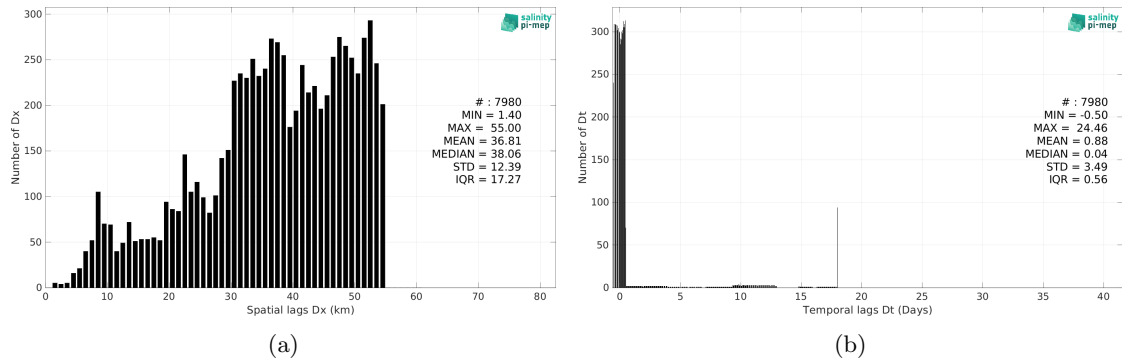 salinity
pi-mep
300
250
200
150
100
50
0
Number of Dx
# : 7980
MIN = 1.40
MAX = 55.00
MEAN = 36.81
MEDIAN = 38.06
STD = 12.39
IQR = 17.27
0 10 20 30 40 50 60 70 80
Spatial lags Dx (km)
(a)
salinity
pi-mep
300
250
200
150
100
50
0
Number of Dt
# : 7980
MIN = -0.50
MAX = 24.46
MEAN = 0.88
MEDIAN = 0.04
STD = 3.49
IQR = 0.56
0 5 10 15 20 25 30 35 40
Temporal lags Dt (Days)
(b)